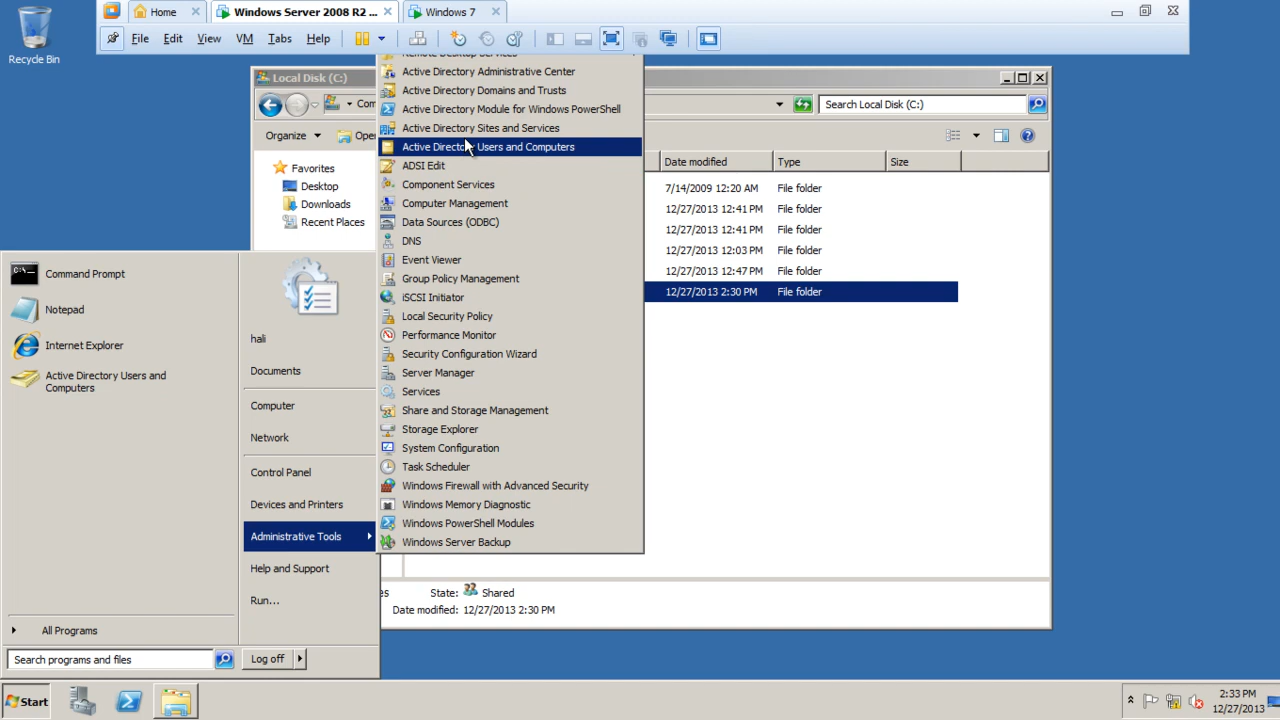 Recycle Bin
Home
Windows Server 2008 R2 ...
Windows 7
File Edit View VM Tabs Help
Local Disk (C:)
Search Local Disk (C:)
Organize
Date modified Type Size
7/14/2009 12:20 AM File folder
12/27/2013 12:41 PM File folder
12/27/2013 12:41 PM File folder
12/27/2013 12:03 PM File folder
12/27/2013 12:47 PM File folder
12/27/2013 2:30 PM File folder
Favorites
Desktop
Downloads
Recent Places
Active Directory Administrative Center
Active Directory Domains and Trusts
Active Directory Module for Windows PowerShell
Active Directory Sites and Services
Active Directory Users and Computers
ADSI Edit
Component Services
Computer Management
Data Sources (ODBC)
DNS
Event Viewer
Group Policy Management
iSCSI Initiator
Local Security Policy
Performance Monitor
Security Configuration Wizard
Server Manager
Services
Share and Storage Management
Storage Explorer
System Configuration
Task Scheduler
Windows Firewall with Advanced Security
Windows Memory Diagnostic
Windows PowerShell Modules
Windows Server Backup
State: Shared
Date modified: 12/27/2013 2:30 PM
Command Prompt
Notepad
Internet Explorer
Active Directory Users and
Computers
All Programs
Search programs and files
hali
Documents
Computer
Network
Control Panel
Devices and Printers
Administrative Tools
Help and Support
Run...
Log off
Start
2:33 PM
12/27/2013